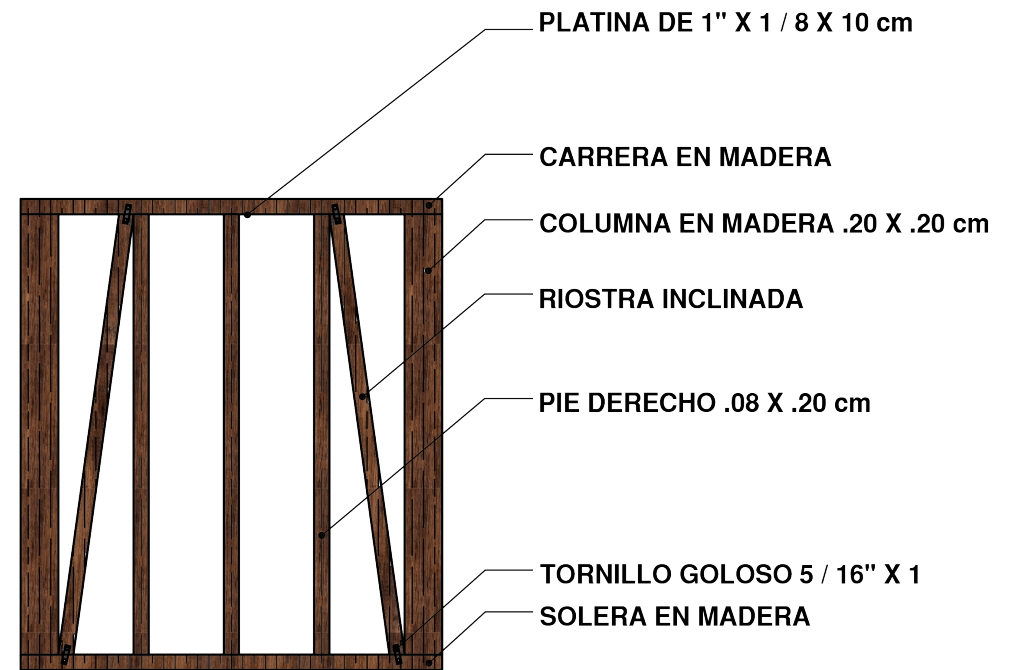 PLATINA DE 1" X 1 / 8 X 10 cm
CARRERA EN MADERA
COLUMNA EN MADERA .20 X .20 cm
RIOSTRA INCLINADA
PIE DERECHO .08 X .20 cm
TORNILLO GOLOSO 5 / 16" X 1
SOLERA EN MADERA